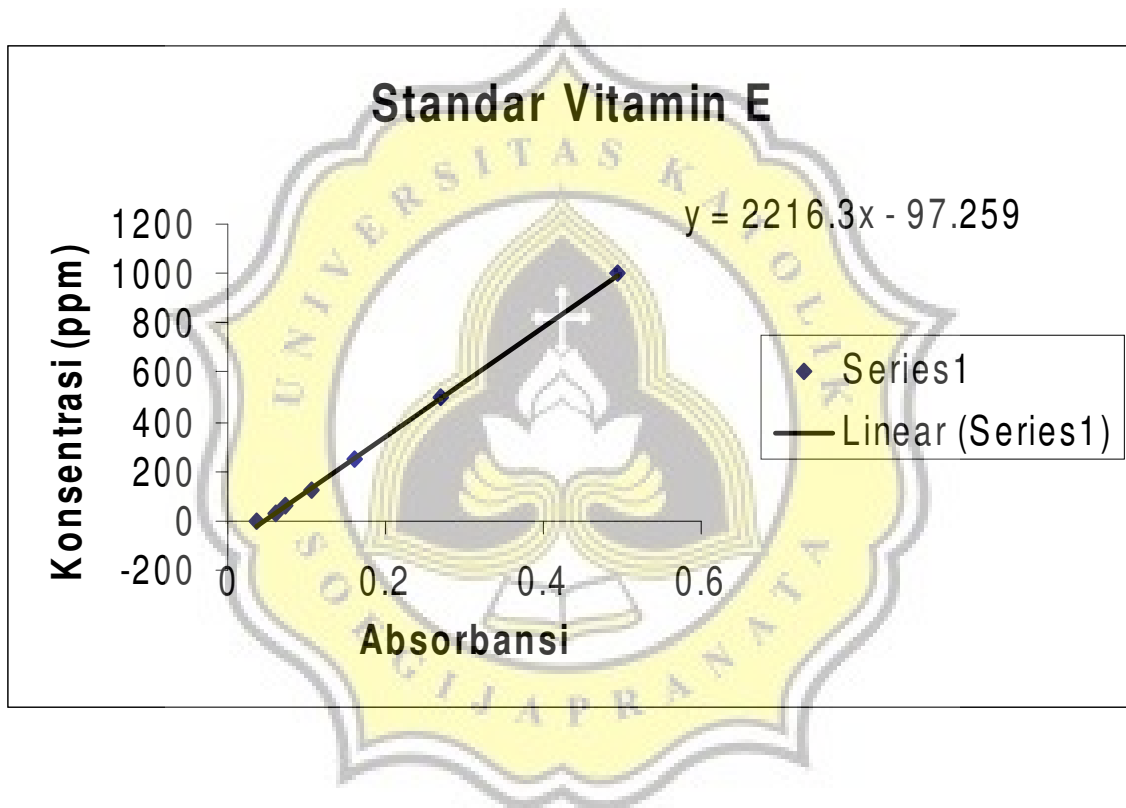 Standar Vitamin E
UNIVERSITAS KATOLIK
y = 2216.3x - 97.259
1200
1000
800
600
400
200
0
-200
Konsentrasi (ppm)
0
0.2
0.4
0.6
Absorbansi
Series1
Linear (Series1)
SOEGIJAPRANATA